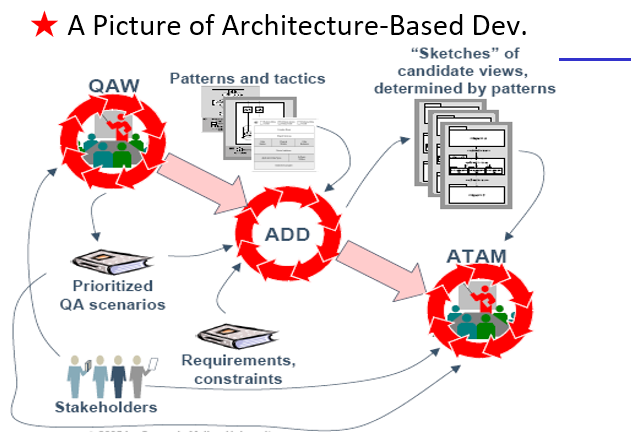 ★ A Picture of Architecture-Based Dev.
QAW
Patterns and tactics
“Sketches” of
candidate views,
determined by patterns
ADD
ATAM
Prioritized
QA scenarios
Requirements,
constraints
Stakeholders